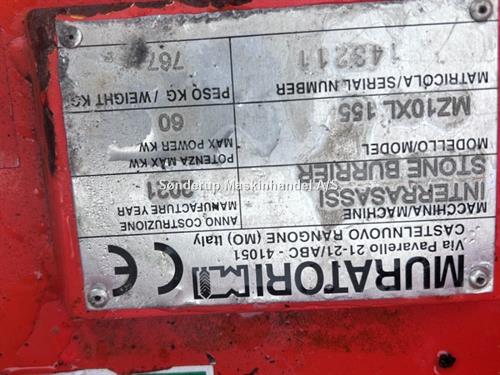 MURATORI
CE
Via Pavarello 21-21/ABC - 41051
CASTELNUOVO RANGONE (MO) Italy
MACCHINA/MACHINE
INTERRASASSI
STONE BURRIER
ANNO COSTRUZIONE
MANUFACTURE YEAR
MODELLO/MODEL
MZ10XL 155
POTENZA MAX KW
MAX POWER KW
60
MATRICOLA/SERIAL NUMBER
PESO KG / WEIGHT KG
767
Sønderup Maskinhandel A/S